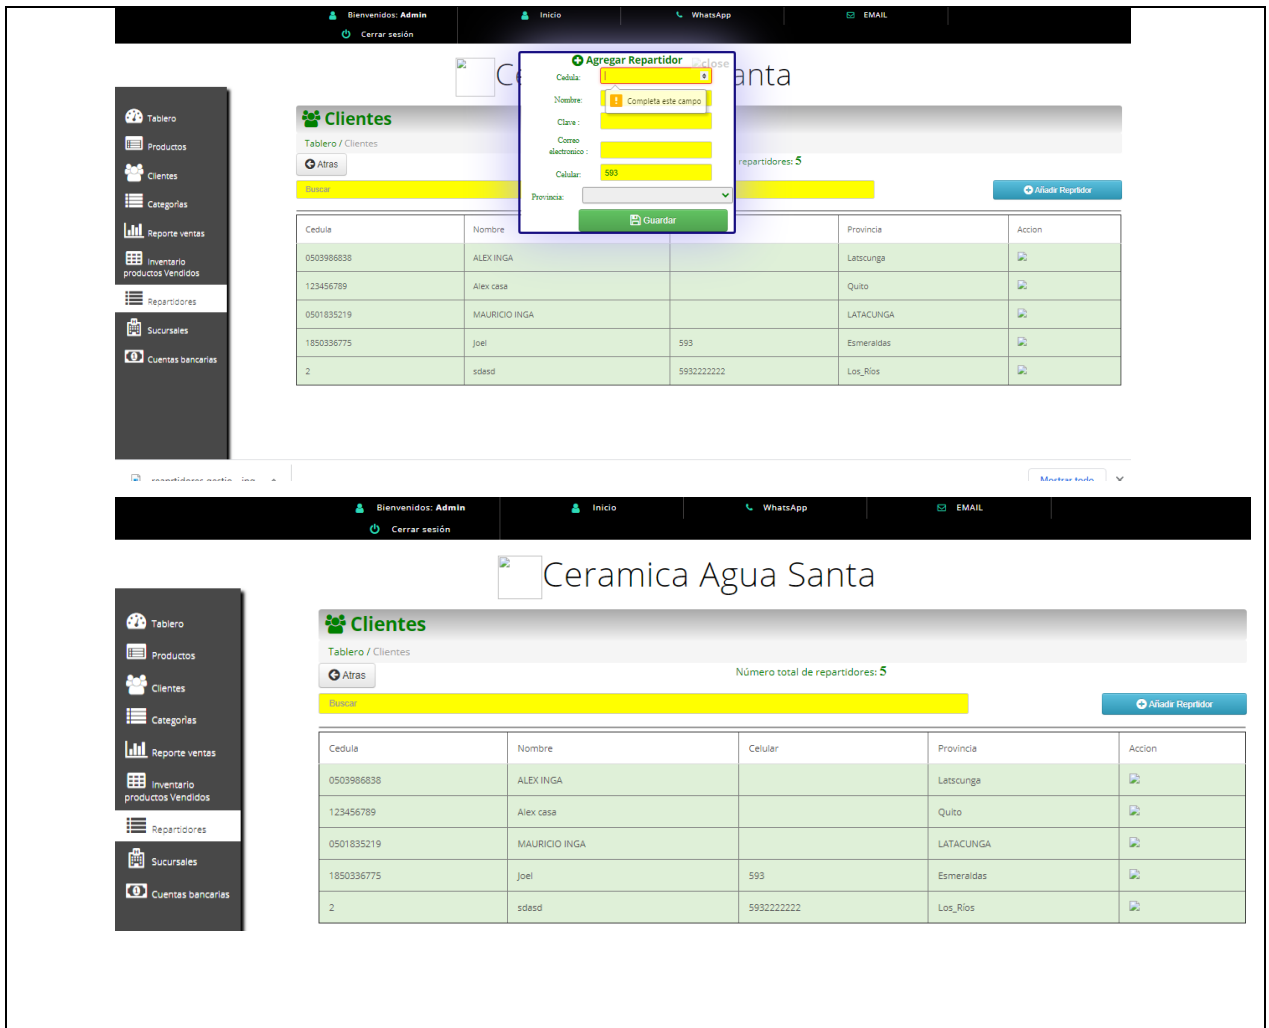 Bienvenidos: Admin Inicio WhatsApp EMAIL
Cerrar sesión
Agregar Repartidor close
Cedula:
Completa este campo
Nombre:
Clave :
Correo
electronico :
Celular: 593
Provincia:
Guardar
anta
Tablero
Productos
Clientes
Categorias
Reporte ventas
Inventario
productos Vendidos
Repartidores
Sucursales
Cuentas bancarias
Clientes
Tablero / Clientes
Atras repartidores: 5
Buscar Añadir Reprtidor
Cedula Nombre Provincia Accion
0503986838 ALEX INGA Latscunga
123456789 Alex casa Quito
0501835219 MAURICIO INGA LATACUNGA
1850336775 Joel 593 Esmeraldas
2 sdasd 5932222222 Los_Ríos
Mostrar todo
Bienvenidos: Admin Inicio WhatsApp EMAIL
Cerrar sesión
Ceramica Agua Santa
Tablero
Productos
Clientes
Categorias
Reporte ventas
Inventario
productos Vendidos
Repartidores
Sucursales
Cuentas bancarias
Clientes
Tablero / Clientes
Atras Número total de repartidores: 5
Buscar Añadir Reprtidor
Cedula Nombre Celular Provincia Accion
0503986838 ALEX INGA Latscunga
123456789 Alex casa Quito
0501835219 MAURICIO INGA LATACUNGA
1850336775 Joel 593 Esmeraldas
2 sdasd 5932222222 Los_Ríos